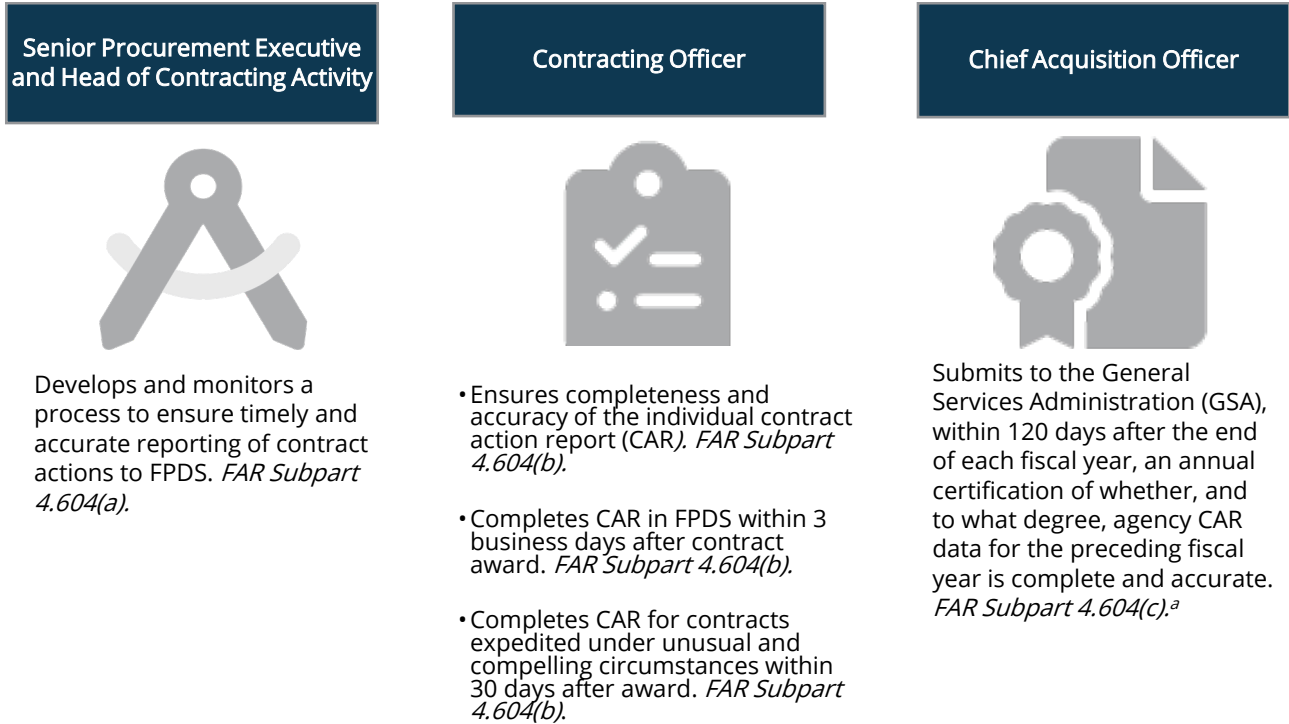 Senior Procurement Executive
and Head of Contracting Activity
Develops and monitors a
process to ensure timely and
accurate reporting of contract
actions to FPDS. FAR Subpart
4.604(a).
Contracting Officer
•Ensures completeness and
accuracy of the individual contract
action report (CAR). FAR Subpart
4.604(b).
•Completes CAR in FPDS within 3
business days after contract
award. FAR Subpart 4.604(b).
•Completes CAR for contracts
expedited under unusual and
compelling circumstances within
30 days after award. FAR Subpart
4.604(b).
Chief Acquisition Officer
Submits to the General
Services Administration (GSA),
within 120 days after the end
of each fiscal year, an annual
certification of whether, and
to what degree, agency CAR
data for the preceding fiscal
year is complete and accurate.
FAR Subpart 4.604(c).a